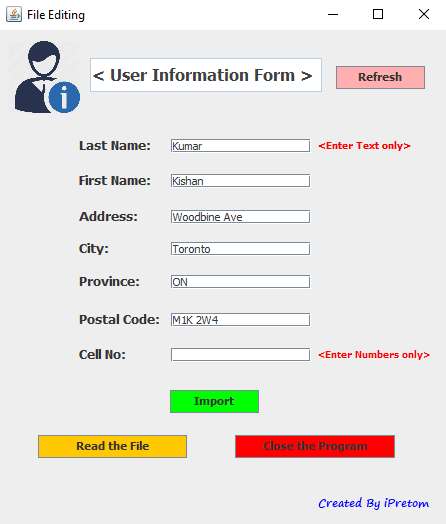 File Editing
< User Information Form >
Refresh
Last Name: Kumar <Enter Text only>
First Name: Kishan
Address: Woodbine Ave
City: Toronto
Province: ON
Postal Code: M1K 2W4
Cell No: <Enter Numbers only>
Import
Read the File Close the Program
Created By iPretom